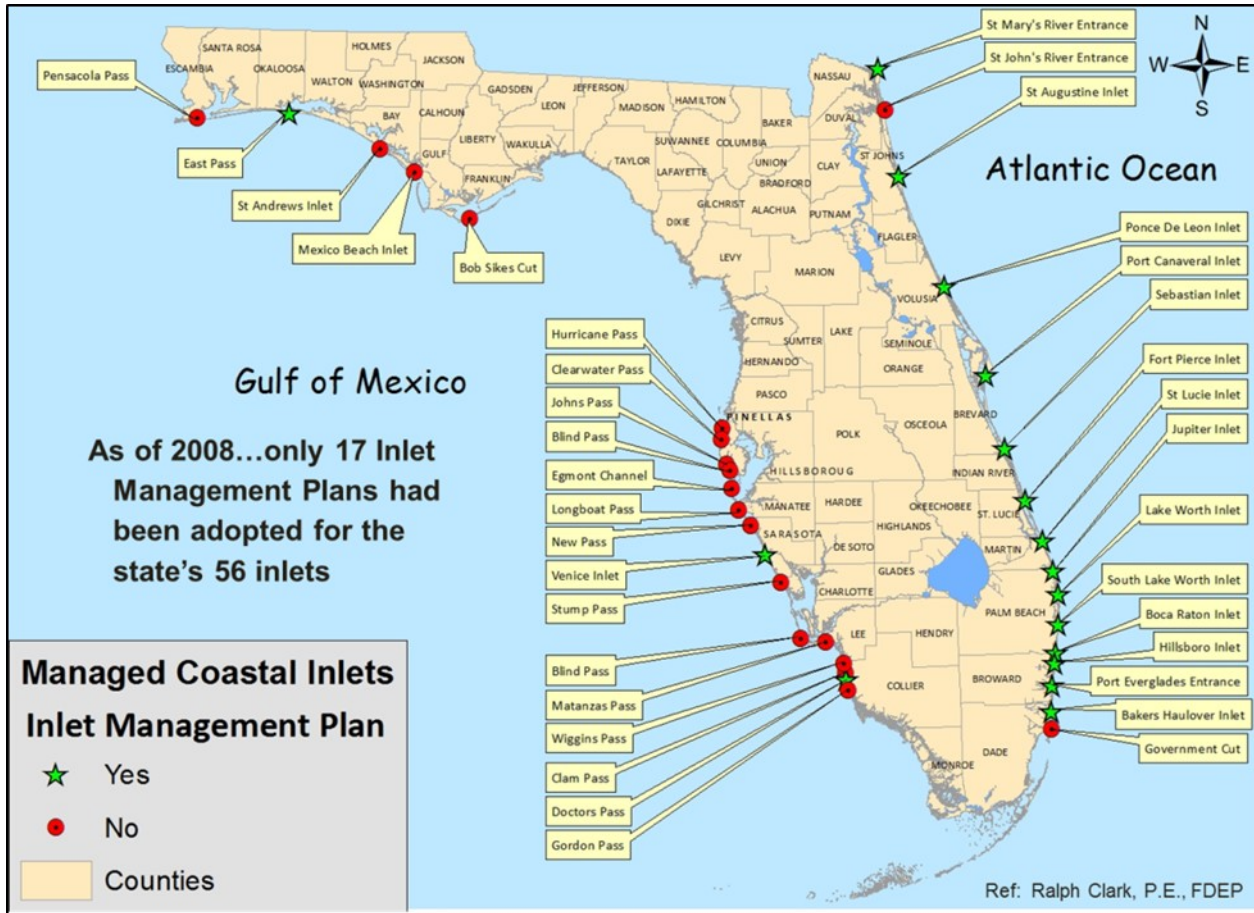 St Mary's River Entrance
St John's River Entrance
St Augustine Inlet
N
W E
S
Atlantic Ocean
Ponce De Leon Inlet
Port Canaveral Inlet
Sebastian Inlet
Fort Pierce Inlet
St Lucie Inlet
Jupiter Inlet
Lake Worth Inlet
South Lake Worth Inlet
Boca Raton Inlet
Hillsboro Inlet
Port Everglades Entrance
Bakers Haulover Inlet
Government Cut
Pensacola Pass
East Pass
St Andrews Inlet
Mexico Beach Inlet
Bob Sikes Cut
Hurricane Pass
Clearwater Pass
Johns Pass
Blind Pass
Egmont Channel
Longboat Pass
New Pass
Venice Inlet
Stump Pass
Blind Pass
Matanzas Pass
Wiggins Pass
Clam Pass
Doctors Pass
Gordon Pass
ESCAMBIA
SANTA ROSA
OKALOOSA
WALTON
HOLMES
WASHINGTON
JACKSON
BAY
CALHOUN
GULF
GADSDEN
LIBERTY
FRANKLIN
LEON
WAKULLA
JEFFERSON
MADISON
TAYLOR
HAMILTON
SUWANNEE
LAFAYETTE
DIXIE
COLUMBIA
GILCHRIST
BAKER
UNION
BRADFORD
ALACHUA
LEVY
NASSAU
DUVAL
CLAY
ST JOHNS
PUTNAM
FLAGLER
MARION
VOLUSIA
CITRUS
SUMTER
LAKE
SEMINOLE
HERNANDO
ORANGE
PASCO
PINELLAS
HILLSBOROUG
POLK
OSCEOLA
BREVARD
INDIAN RIVER
MANATEE
HARDEE
OKEECHOBEE
ST. LUCIE
HIGHLANDS
SARASOTA
DE SOTO
MARTIN
CHARLOTTE
GLADES
PALM BEACH
LEE
HENDRY
COLLIER
BROWARD
MONROE
DADE
Gulf of Mexico
As of 2008...only 17 Inlet
Management Plans had
been adopted for the
state's 56 inlets
Managed Coastal Inlets
Inlet Management Plan
Yes
No
Counties
Ref: Ralph Clark, P.E., FDEP